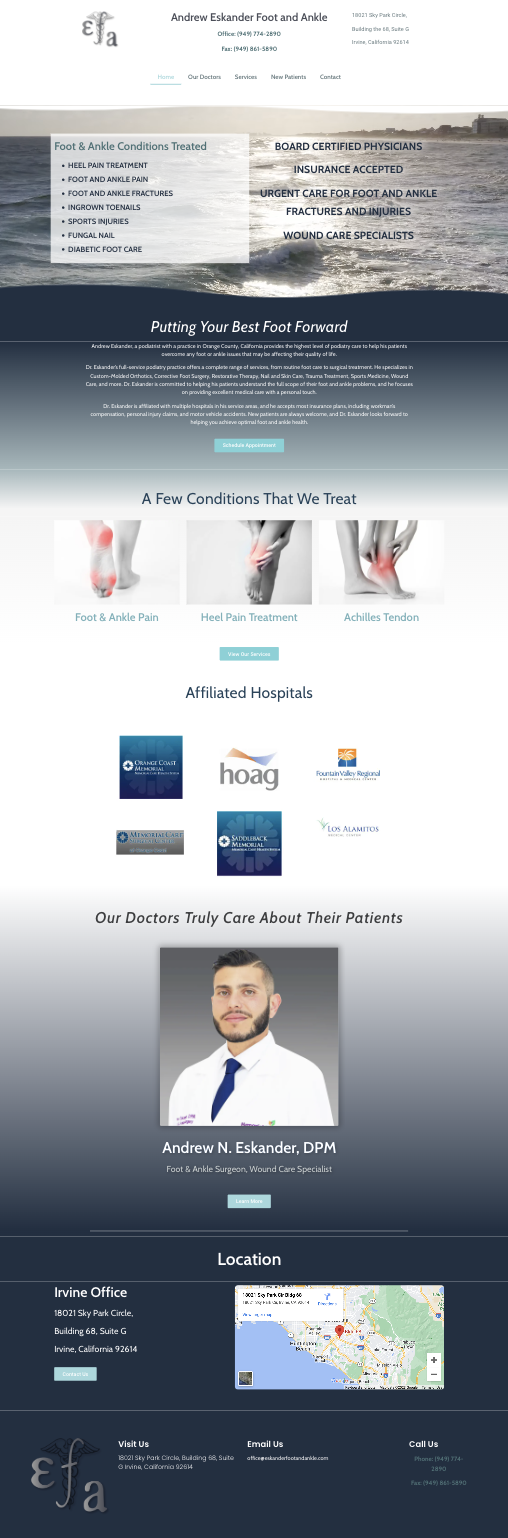 efa
Andrew Eskander Foot and Ankle
Office: (949) 774-2890
Fax: (949) 861-5890
18021 Sky Park Circle,
Building the 68, Suite G
Irvine, California 92614
Home Our Doctors Services New Patients Contact
Foot & Ankle Conditions Treated
HEEL PAIN TREATMENT
FOOT AND ANKLE PAIN
FOOT AND ANKLE FRACTURES
INGROWN TOENAILS
SPORTS INJURIES
FUNGAL NAIL
DIABETIC FOOT CARE
BOARD CERTIFIED PHYSICIANS
INSURANCE ACCEPTED
URGENT CARE FOR FOOT AND ANKLE
FRACTURES AND INJURIES
WOUND CARE SPECIALISTS
Putting Your Best Foot Forward
Andrew Eskander, a podiatrist with a practice in Orange County, California provides the highest level of podiatry care to help his patients
overcome any foot or ankle issues that may be affecting their quality of life.
Dr. Eskander's full-service podiatry practice offers a complete range of services, from routine foot care to surgical treatment. He specializes in
Custom-Molded Orthotics, Corrective Foot Surgery, Restorative Therapy, Nail and Skin Care, Trauma Treatment, Sports Medicine, Wound
Care, and more. Dr. Eskander is committed to helping his patients understand the full scope of their foot and ankle problems, and he focuses
on providing excellent medical care with a personal touch.
Dr. Eskander is affiliated with multiple hospitals in his service areas, and he accepts most insurance plans, including workman's
compensation, personal injury claims, and motor vehicle accidents. New patients are always welcome, and Dr. Eskander looks forward to
helping you achieve optimal foot and ankle health.
Schedule Appointment
A Few Conditions That We Treat
Foot & Ankle Pain
Heel Pain Treatment
Achilles Tendon
View Our Services
Affiliated Hospitals
ORANGE COAST
MEMORIAL
hoag
Fountain Valley Regional
MEMORIAL CARE
SADDLEBACK
MEMORIAL
LOS ALAMITOS
MEDICAL CENTER
Our Doctors Truly Care About Their Patients
Andrew N. Eskander, DPM
Foot & Ankle Surgeon, Wound Care Specialist
Learn More
Location
Irvine Office
18021 Sky Park Circle,
Building 68, Suite G
Irvine, California 92614
Contact Us
18021 Sky Park Cir Bldg 68
Directions
Huntington
Beach
Mission Viejo
efa
Visit Us
18021 Sky Park Circle, Building 68, Suite
G Irvine, California 92614
Email Us
office@eskanderfootandankle.com
Call Us
Phone: (949) 774-
2890
Fax: (949) 861-5890